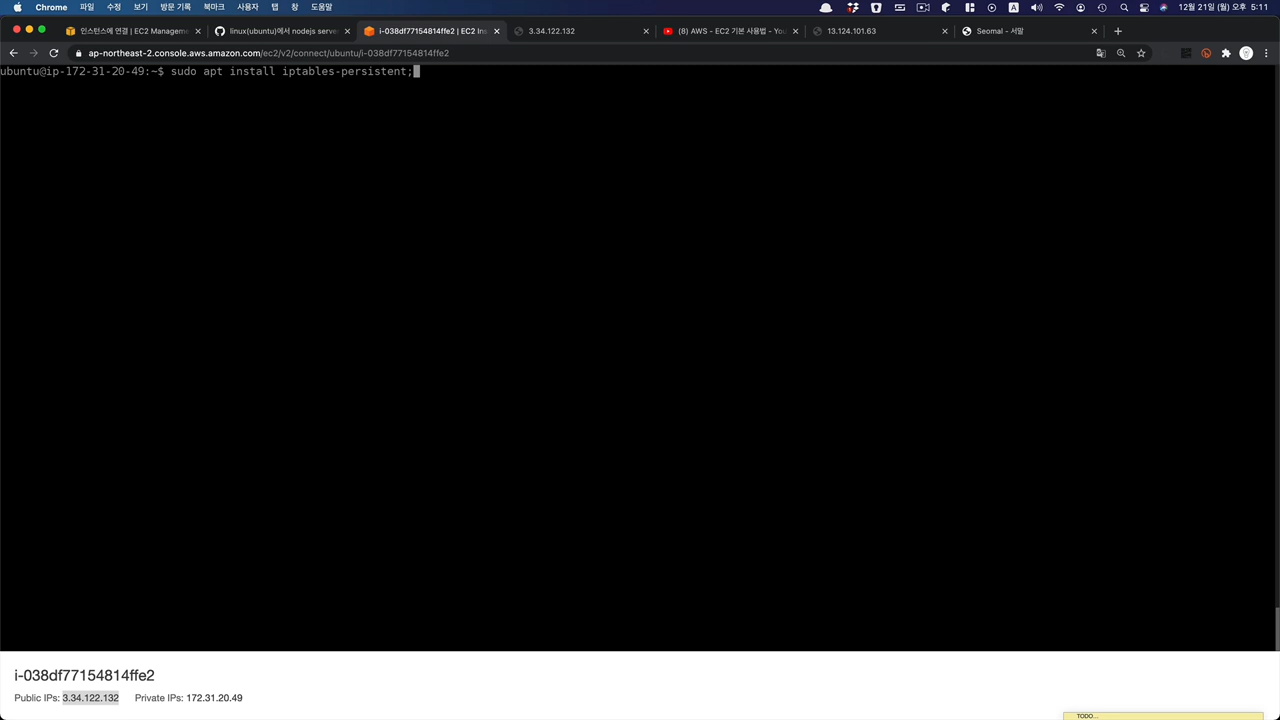 Chrome 파일 수정 보기 방문 기록 북마크 사용자 탭 창 도움말 12월 21일 (월) 오후 5:11
인스턴스에 연결 | EC2 Manageme linux(ubuntu)에서 nodejs server i-038df77154814ffe2 | EC2 Ins 3.34.122.132 (8) AWS - EC2 기본 사용법 - You 13.124.101.63 Seomal - 서말
ap-northeast-2.console.aws.amazon.com/ec2/v2/connect/ubuntu/i-038df77154814ffe2
ubuntu@ip-172-31-20-49:~$ sudo apt install iptables-persistent;
i-038df77154814ffe2
Public IPs: 3.34.122.132 Private IPs: 172.31.20.49
TODO...